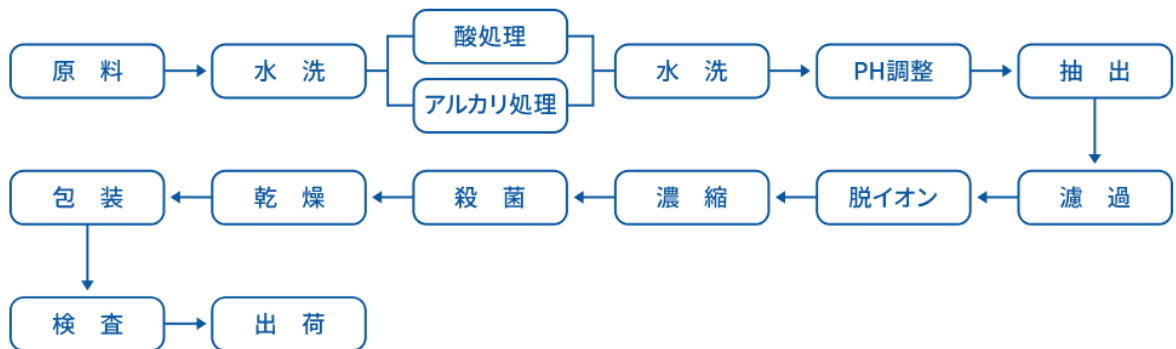 原　料
水　洗
酸処理
アルカリ処理
水　洗
PH調整
抽　出
濾　過
脱イオン
濃　縮
殺　菌
乾　燥
包　装
検　査
出　荷